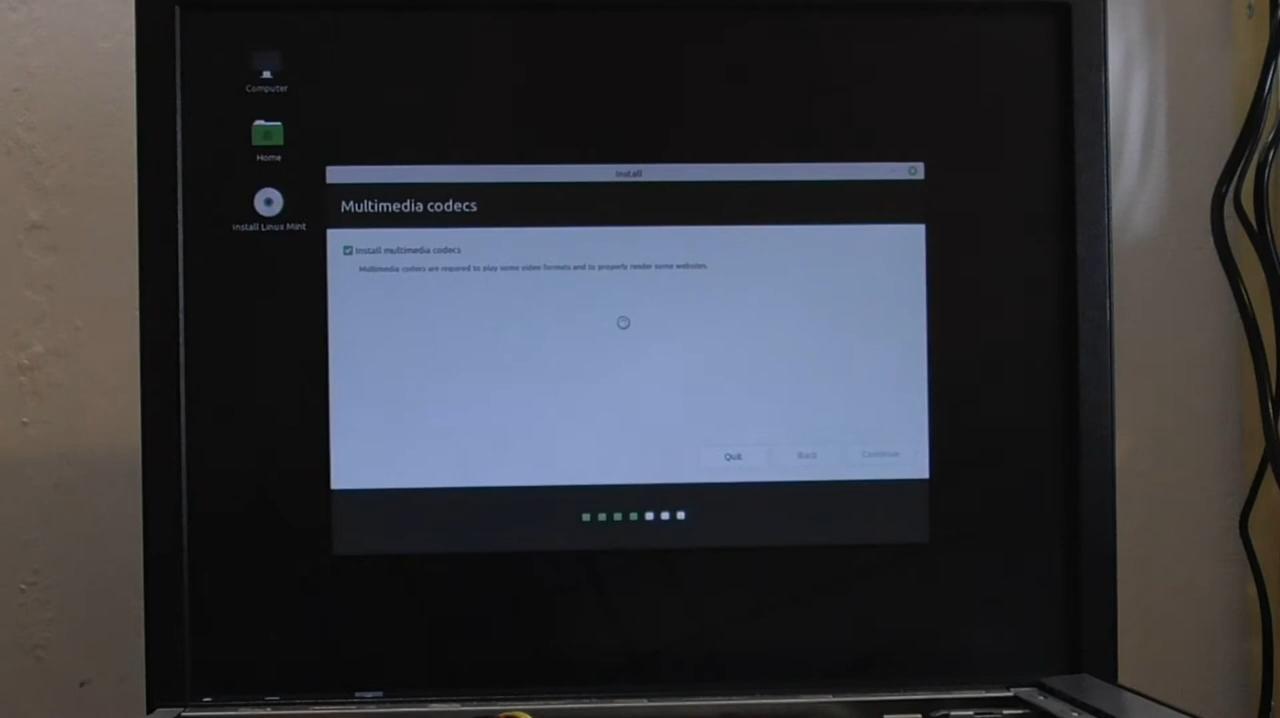 Computer
Home
Install Linux Mint
Install
Multimedia codecs
Install multimedia codecs
Multimedia codecs are required to play some video formats and to properly render some websites.
Quit
Back
Continue